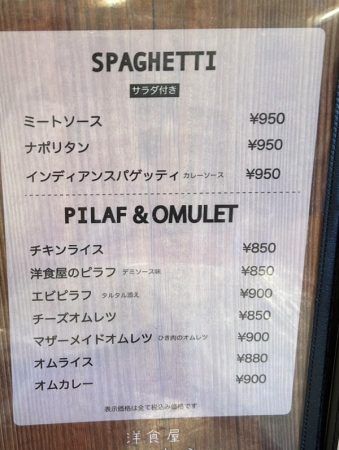 SPAGHETTI
サラダ付き
ミートソース ¥950
ナポリタン ¥950
インディアンスパゲッティ カレーソース ¥950
PILAF & OMULET
チキンライス ¥850
洋食屋のピラフ デミソース味 ¥850
エビピラフ タルタル添え ¥900
チーズオムレツ ¥850
マザーメイドオムレツ ひき肉のオムレツ ¥900
オムライス ¥880
オムカレー ¥900
表示価格は全て税込み価格です
洋食屋